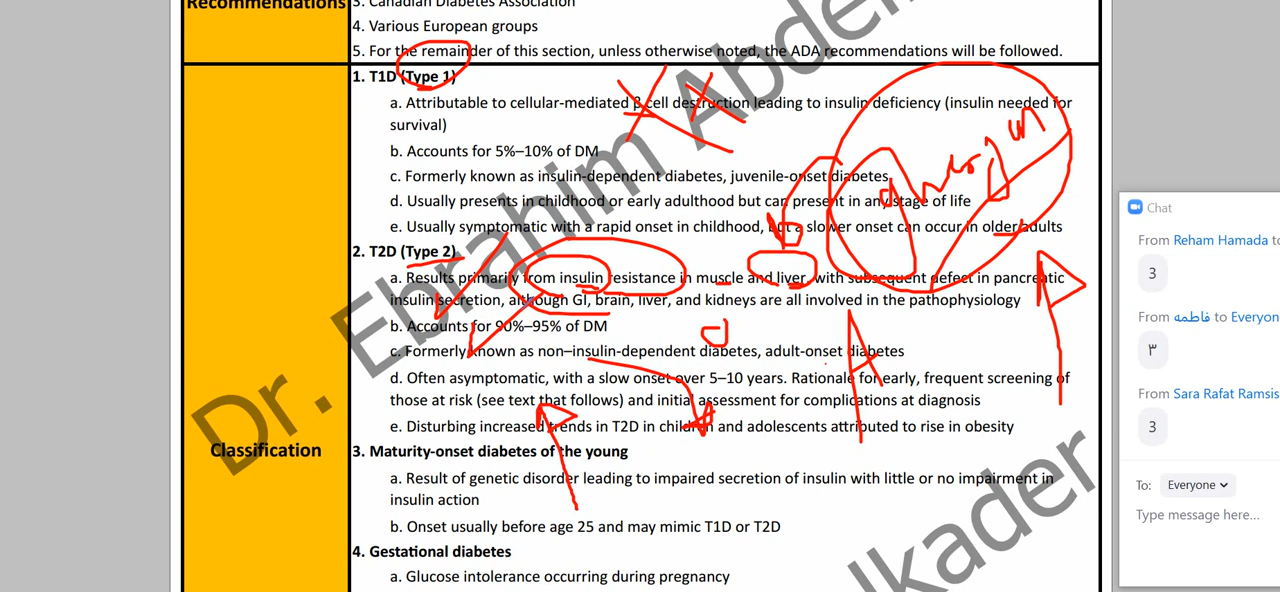 Recommendations
3. Canadian Diabetes Association
4. Various European groups
5. For the remainder of this section, unless otherwise noted, the ADA recommendations will be followed.
Classification
1. T1D (Type 1)
a. Attributable to cellular-mediated β cell destruction leading to insulin deficiency (insulin needed for
survival)
b. Accounts for 5%–10% of DM
c. Formerly known as insulin-dependent diabetes, juvenile-onset diabetes
d. Usually presents in childhood or early adulthood but can present in any stage of life
e. Usually symptomatic with a rapid onset in childhood, but a slower onset can occur in older adults
2. T2D (Type 2)
a. Results primarily from insulin resistance in muscle and liver, with subsequent defect in pancreatic
insulin secretion, although GI, brain, liver, and kidneys are all involved in the pathophysiology
b. Accounts for 90%–95% of DM
c. Formerly known as non–insulin-dependent diabetes, adult-onset diabetes
d. Often asymptomatic, with a slow onset over 5–10 years. Rationale for early, frequent screening of
those at risk (see text that follows) and initial assessment for complications at diagnosis
e. Disturbing increased trends in T2D in children and adolescents attributed to rise in obesity
3. Maturity-onset diabetes of the young
a. Result of genetic disorder leading to impaired secretion of insulin with little or no impairment in
insulin action
b. Onset usually before age 25 and may mimic T1D or T2D
4. Gestational diabetes
a. Glucose intolerance occurring during pregnancy
Dr. Ebrahim Abdelkader
Chat
From Reham Hamada to
3
From فاطمه to Everyon
٣
From Sara Rafat Ramsis
3
To: Everyone
Type message here…